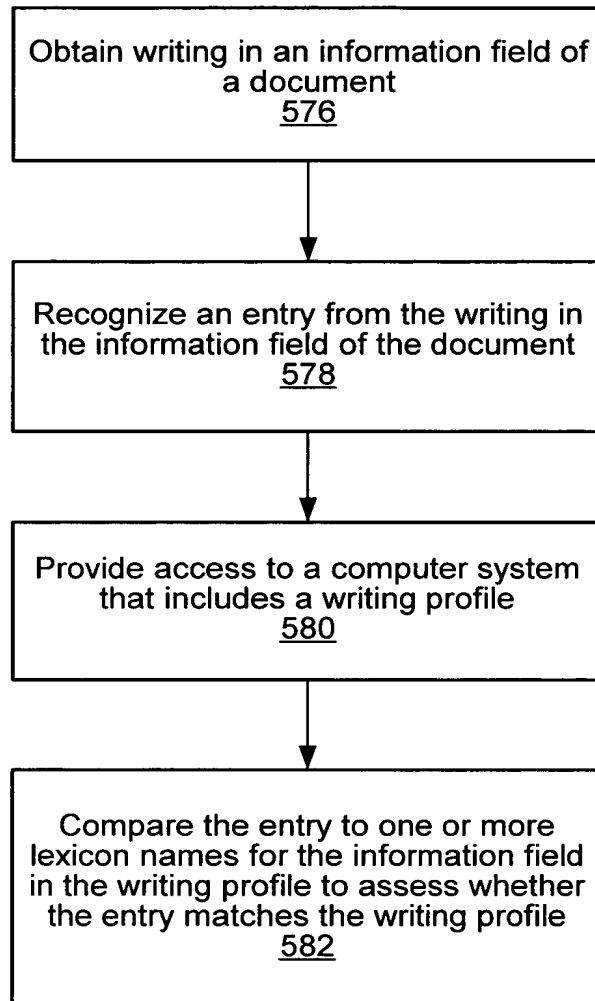 Obtain writing in an information field of
a document
576
Recognize an entry from the writing in
the information field of the document
578
Provide access to a computer system
that includes a writing profile
580
Compare the entry to one or more
lexicon names for the information field
in the writing profile to assess whether
the entry matches the writing profile
582